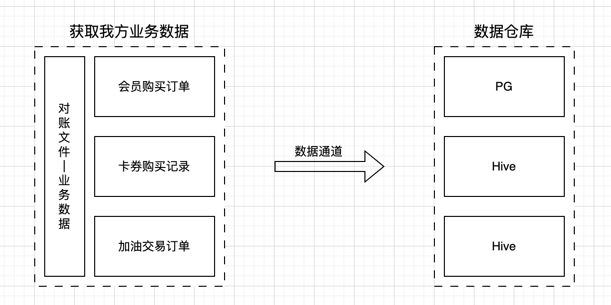 获取我方业务数据
对账文件—业务数据
会员购买订单
卡券购买记录
加油交易订单
数据通道
数据仓库
PG
Hive
Hive